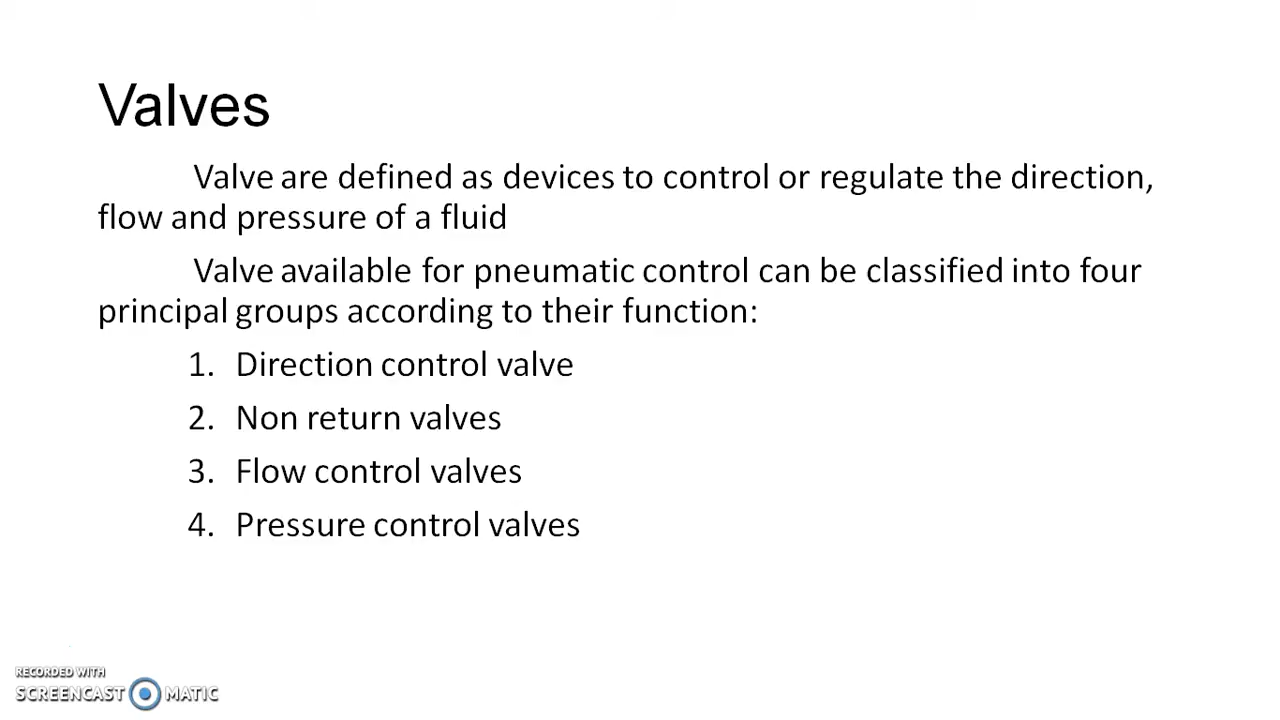 Valves
Valve are defined as devices to control or regulate the direction,
flow and pressure of a fluid
Valve available for pneumatic control can be classified into four
principal groups according to their function:
1. Direction control valve
2. Non return valves
3. Flow control valves
4. Pressure control valves
RECORDED WITH
SCREENCAST MATIC